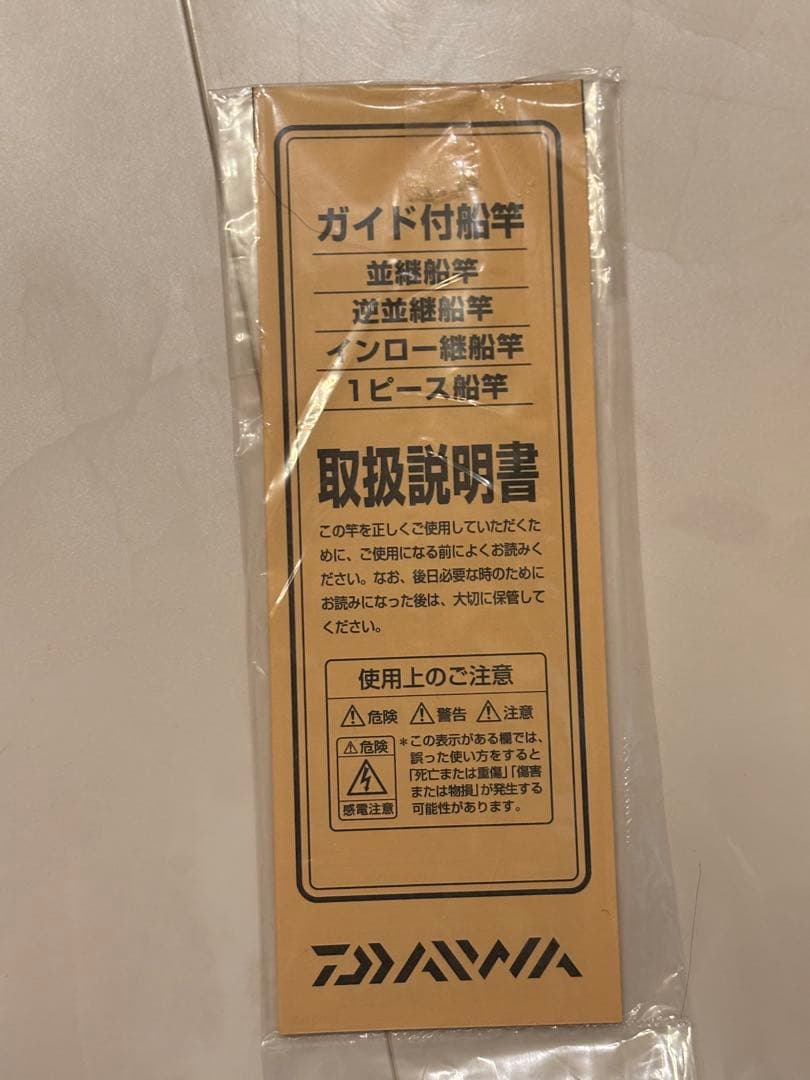 ガイド付船竿
並継船竿
逆並継船竿
インロー継船竿
1ピース船竿
取扱説明書
この竿を正しくご使用していただくた
めに、ご使用になる前によくお読みく
ださい。なお、後日必要な時のために
お読みになった後は、大切に保管して
ください。
使用上のご注意
⚠危険 ⚠警告 ⚠注意
⚠危険
感電注意
*この表示がある欄では、
誤った使い方をすると
「死亡または重傷」「傷害
または物損」が発生する
可能性があります。
DAIWA